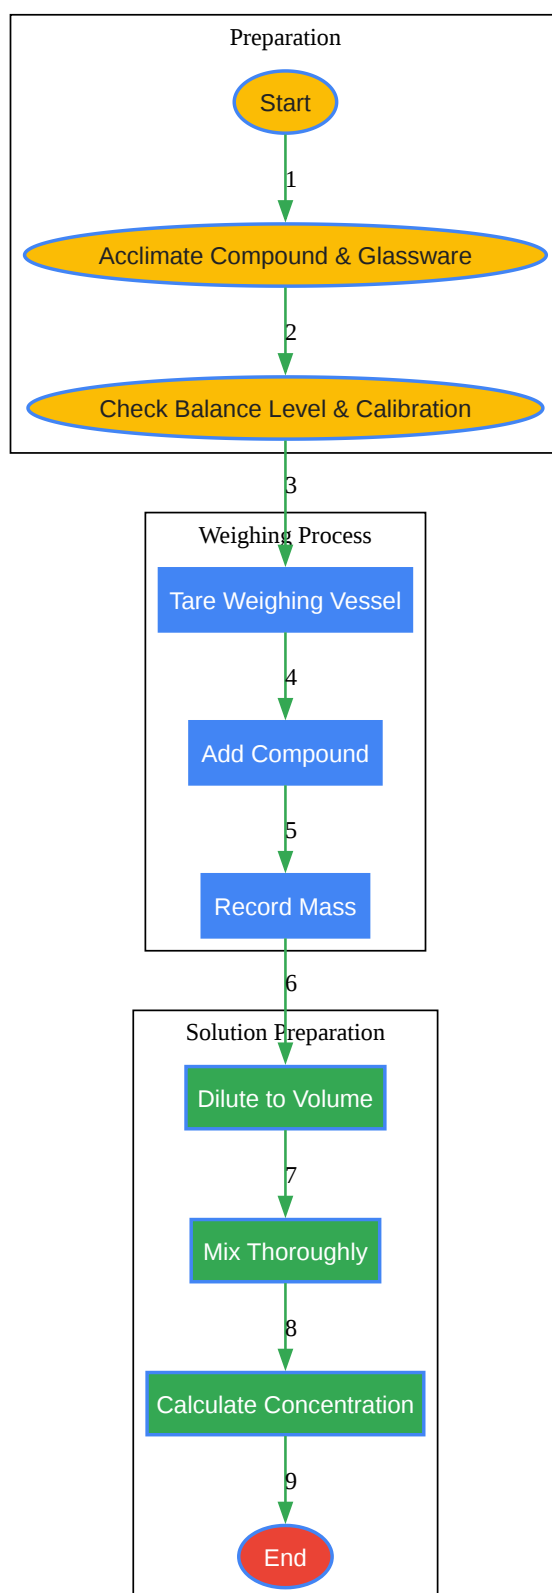 Preparation
Start
1
Acclimate Compound & Glassware
2
Check Balance Level & Calibration
3
Weighing Process
Tare Weighing Vessel
4
Add Compound
5
Record Mass
6
Solution Preparation
Dilute to Volume
7
Mix Thoroughly
8
Calculate Concentration
9
End